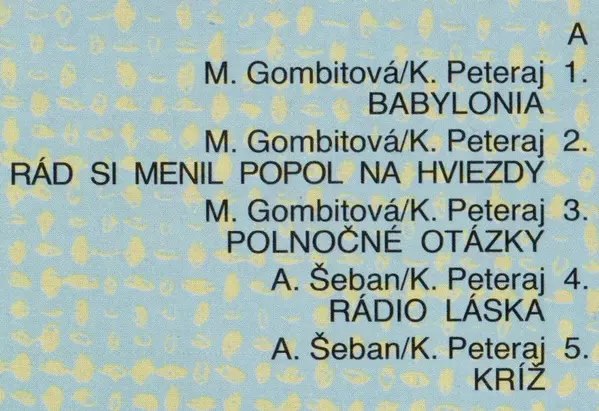 A
M. Gombitová/K. Peteraj 1.
BABYLONIA
M. Gombitová/K. Peteraj 2.
RÁD SI MENIL POPOL NA HVIEZDY
M. Gombitová/K. Peteraj 3.
POLNOČNÉ OTÁZKY
A. Šeban/K. Peteraj 4.
RÁDIO LÁSKA
A. Šeban/K. Peteraj 5.
KRÍŽ